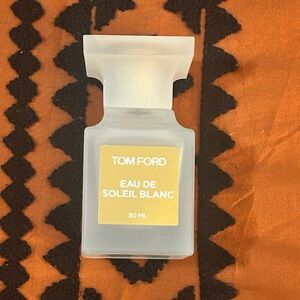 TOM FORD
EAU DE
SOLEIL BLANC
30 ML